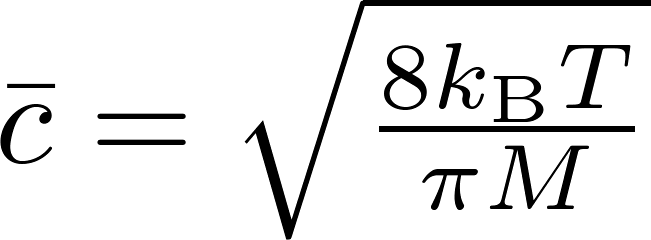 c̄ = √(8k_B T / πM)